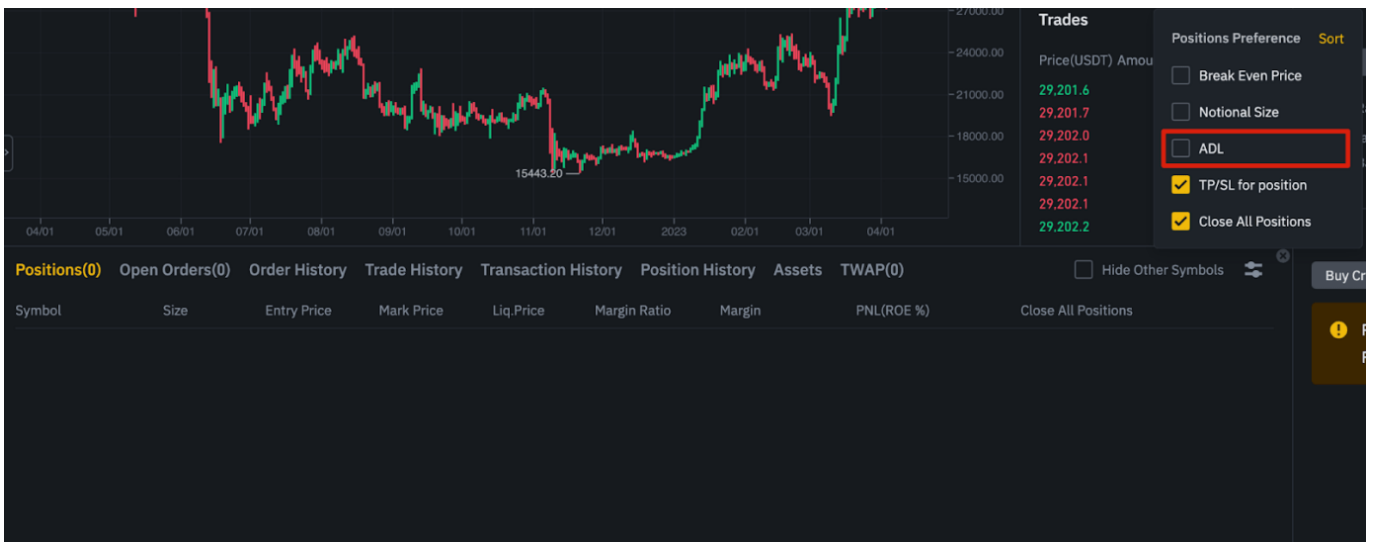 27000.00
24000.00
21000.00
18000.00
15000.00
15443.20
04/01 05/01 06/01 07/01 08/01 09/01 10/01 11/01 12/01 2023 02/01 03/01 04/01
Trades
Price(USDT)
29,201.6
29,201.7
29,202.0
29,202.1
29,202.1
29,202.1
29,202.2
Positions Preference Sort
Break Even Price
Notional Size
ADL
TP/SL for position
Close All Positions
Positions(0) Open Orders(0) Order History Trade History Transaction History Position History Assets TWAP(0) Hide Other Symbols
Symbol Size Entry Price Mark Price Liq.Price Margin Ratio Margin PNL(ROE %) Close All Positions
Buy